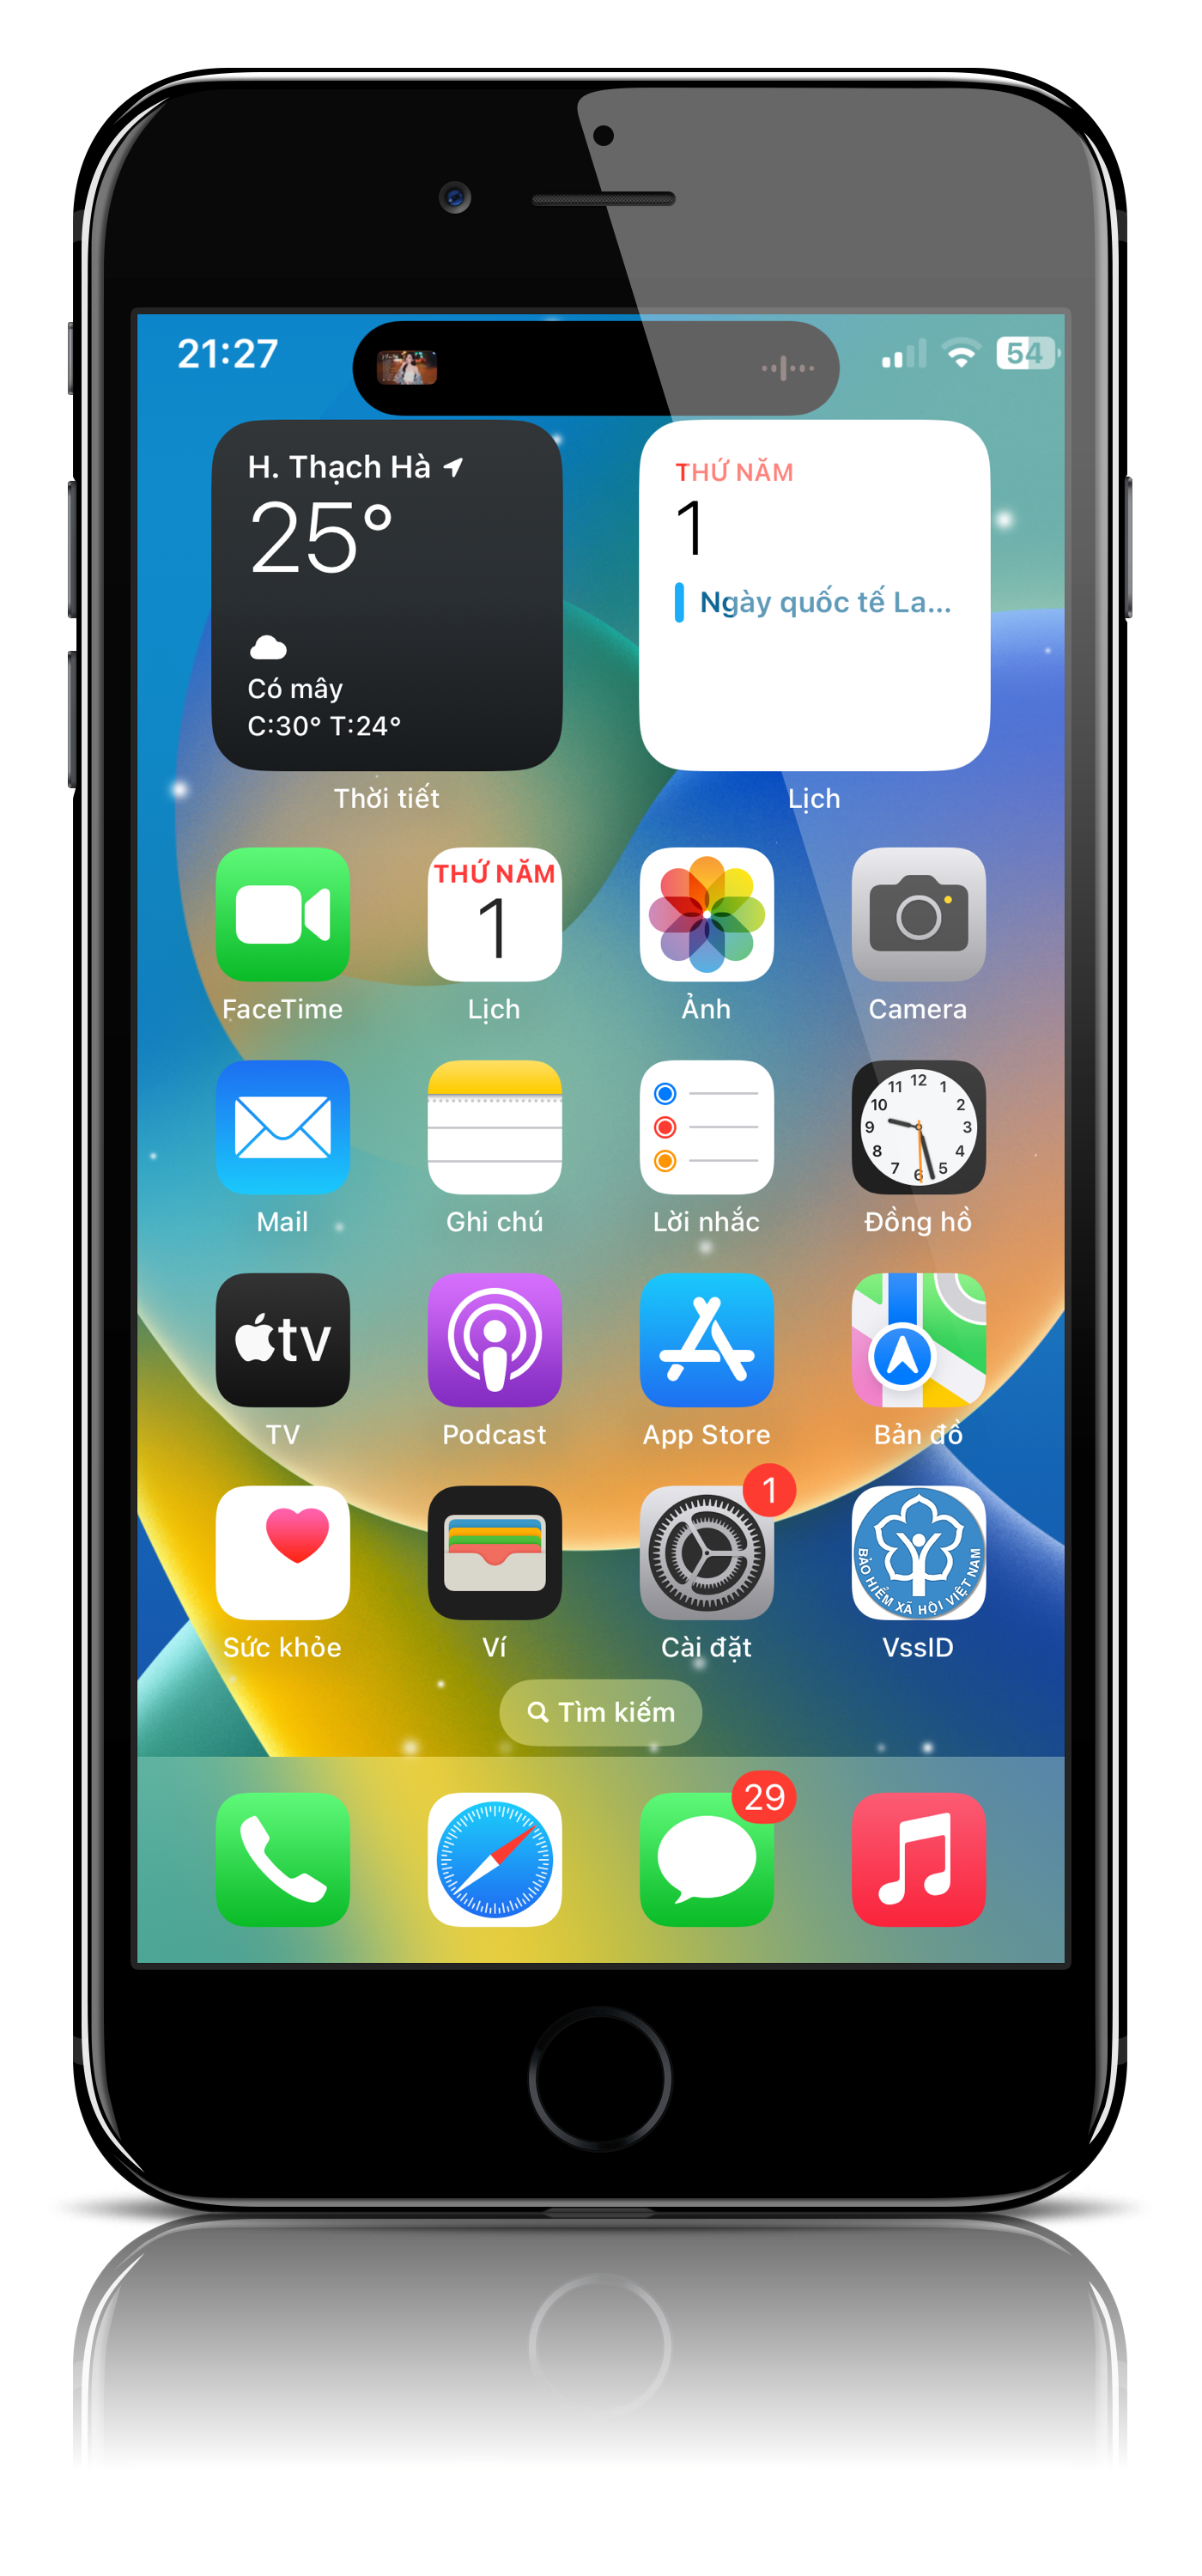 21:27
54
H. Thạch Hà
25°
Có mây
C:30° T:24°
Thời tiết
THỨ NĂM
1
Ngày quốc tế La...
Lịch
THỨ NĂM
1
FaceTime
Lịch
Ảnh
Camera
12
11
1
10
2
9
3
8
4
7
6
5
Mail
Ghi chú
Lời nhắc
Đồng hồ
tv
TV
Podcast
App Store
Bản đồ
1
BẢO HIỂM XÃ HỘI VIỆT NAM
Sức khỏe
Ví
Cài đặt
VssID
Tìm kiếm
29